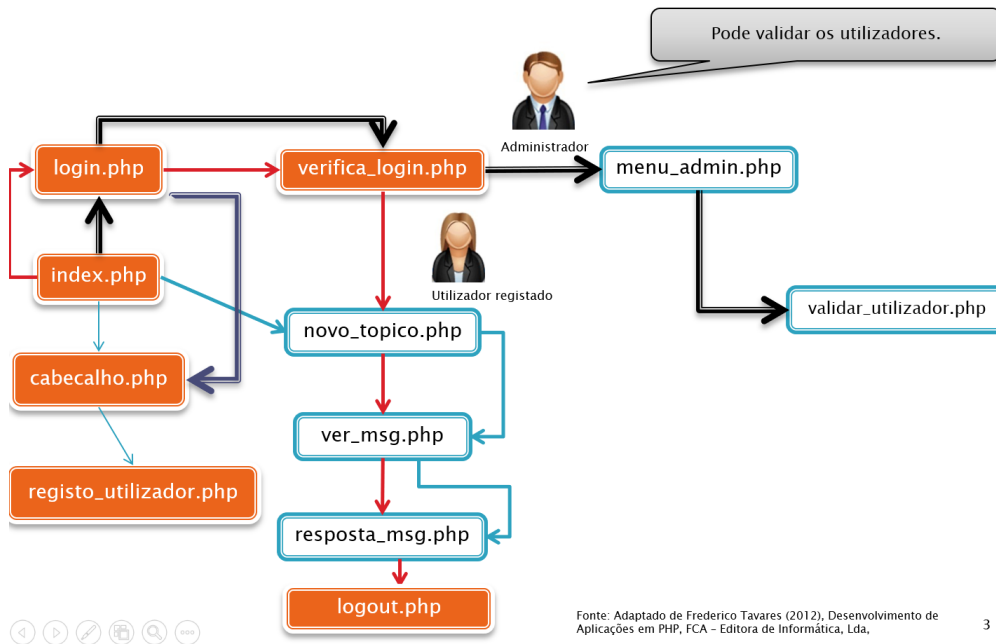 Pode validar os utilizadores.
Administrador
login.php
verifica_login.php
menu_admin.php
index.php
Utilizador registado
novo_topico.php
validar_utilizador.php
cabecalho.php
ver_msg.php
registo_utilizador.php
resposta_msg.php
logout.php
Fonte: Adaptado de Frederico Tavares (2012), Desenvolvimento de
Aplicações em PHP, FCA – Editora de Informática, Lda,
3